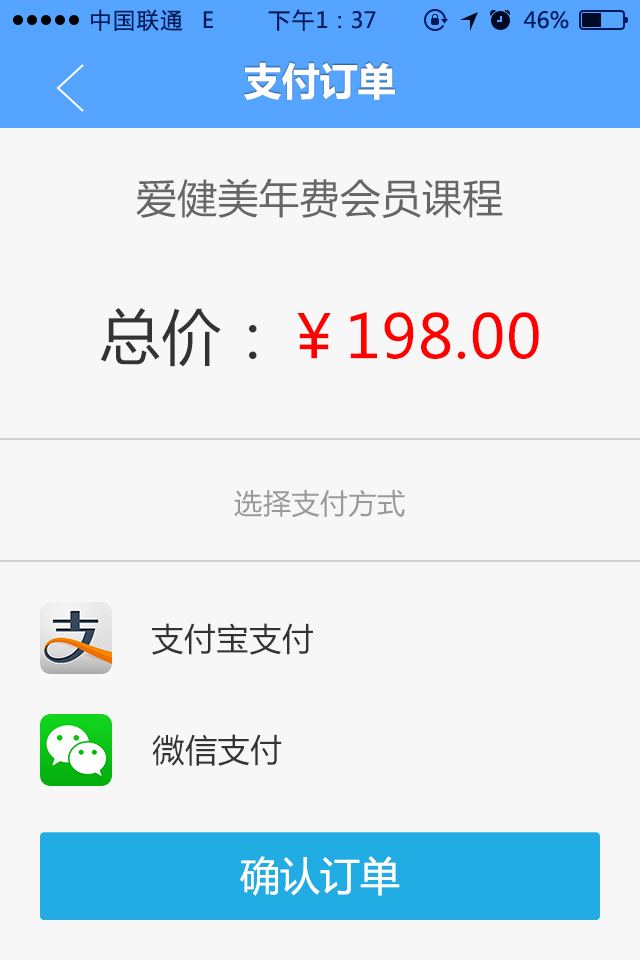 中国联通 E 下午1：37 46%
支付订单
爱健美年费会员课程
总价：￥198.00
选择支付方式
支 支付宝支付
微信支付
确认订单